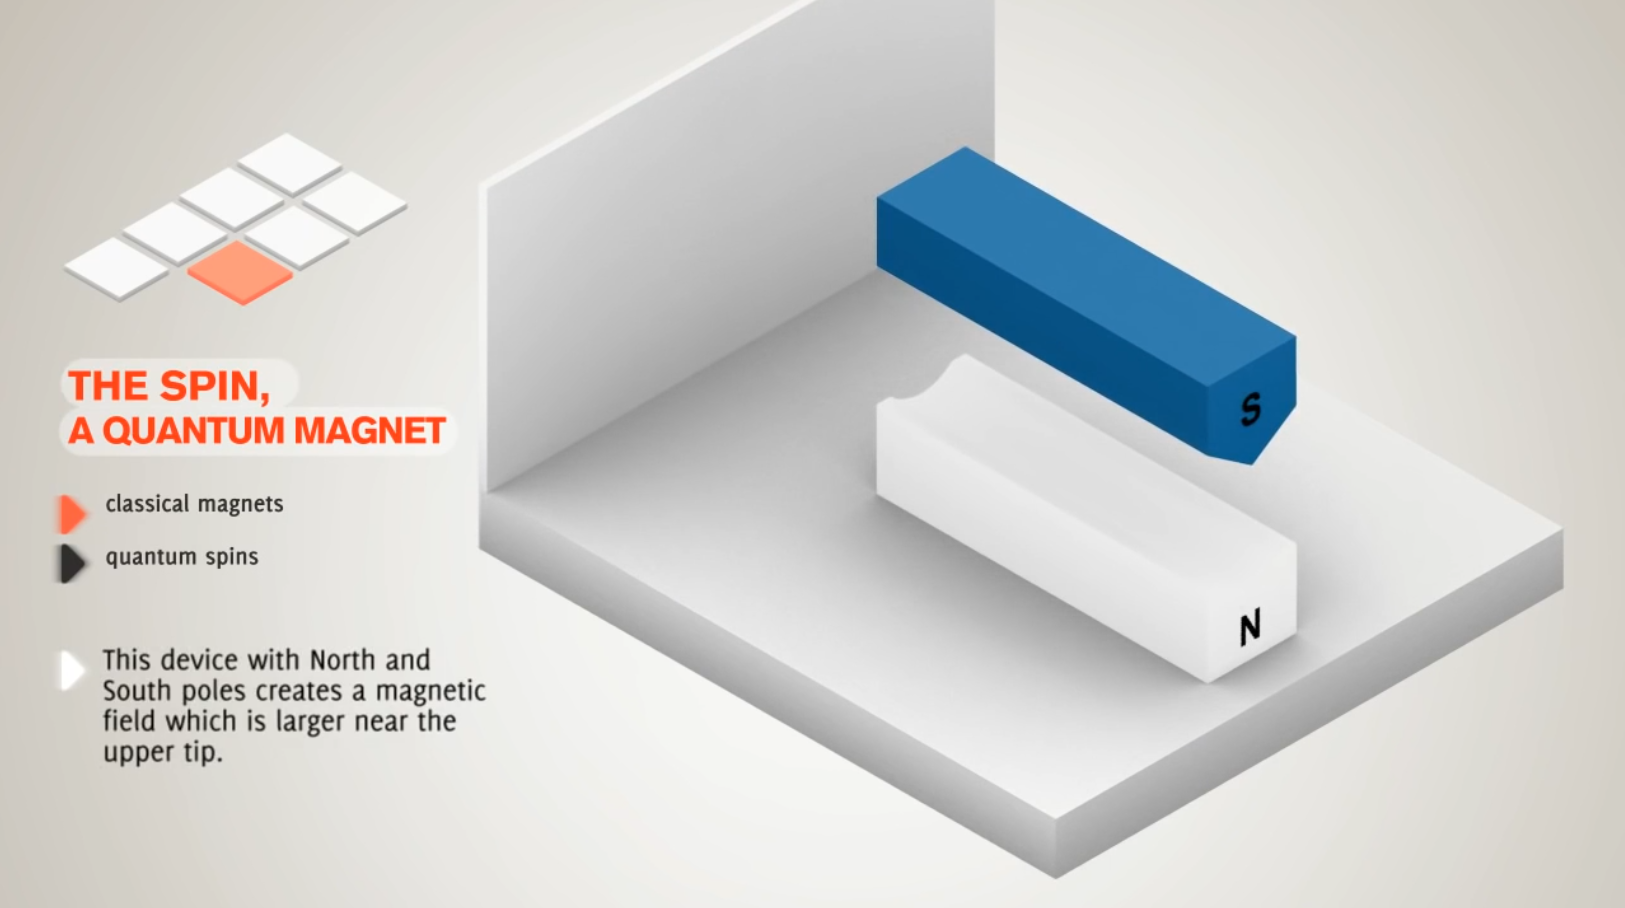 THE SPIN,
A QUANTUM MAGNET
classical magnets
quantum spins
This device with North and
South poles creates a magnetic
field which is larger near the
upper tip.
S
N